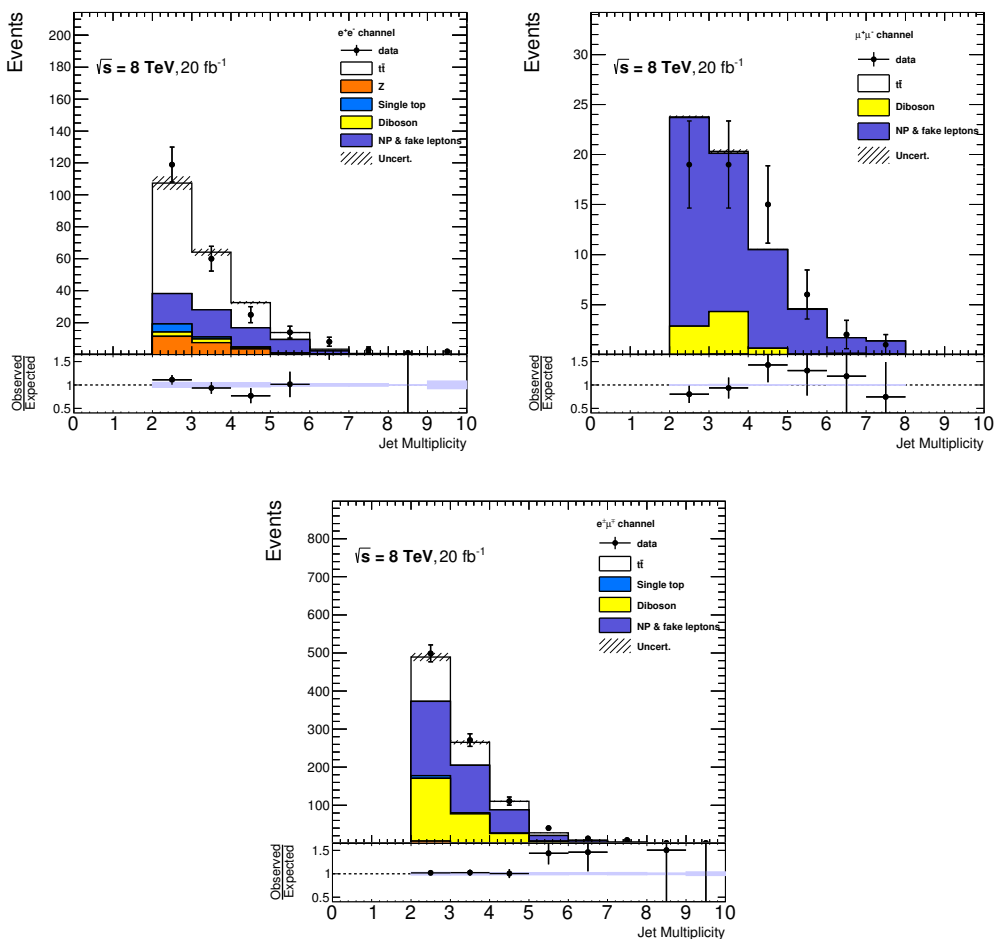 Events
e⁺e⁻ channel
data
tt̄
Z
Single top
Diboson
NP & fake leptons
Uncert.
√s = 8 TeV, 20 fb⁻¹
200
180
160
140
120
100
80
60
40
20
Observed
Expected
1.5
1
0.5
0 1 2 3 4 5 6 7 8 9 10
Jet Multiplicity
Events
μ⁺μ⁻ channel
data
tt̄
Diboson
NP & fake leptons
Uncert.
√s = 8 TeV, 20 fb⁻¹
30
25
20
15
10
5
Observed
Expected
1.5
1
0.5
0 1 2 3 4 5 6 7 8 9 10
Jet Multiplicity
Events
e±μ∓ channel
data
tt̄
Single top
Diboson
NP & fake leptons
Uncert.
√s = 8 TeV, 20 fb⁻¹
800
700
600
500
400
300
200
100
Observed
Expected
1.5
1
0.5
0 1 2 3 4 5 6 7 8 9 10
Jet Multiplicity